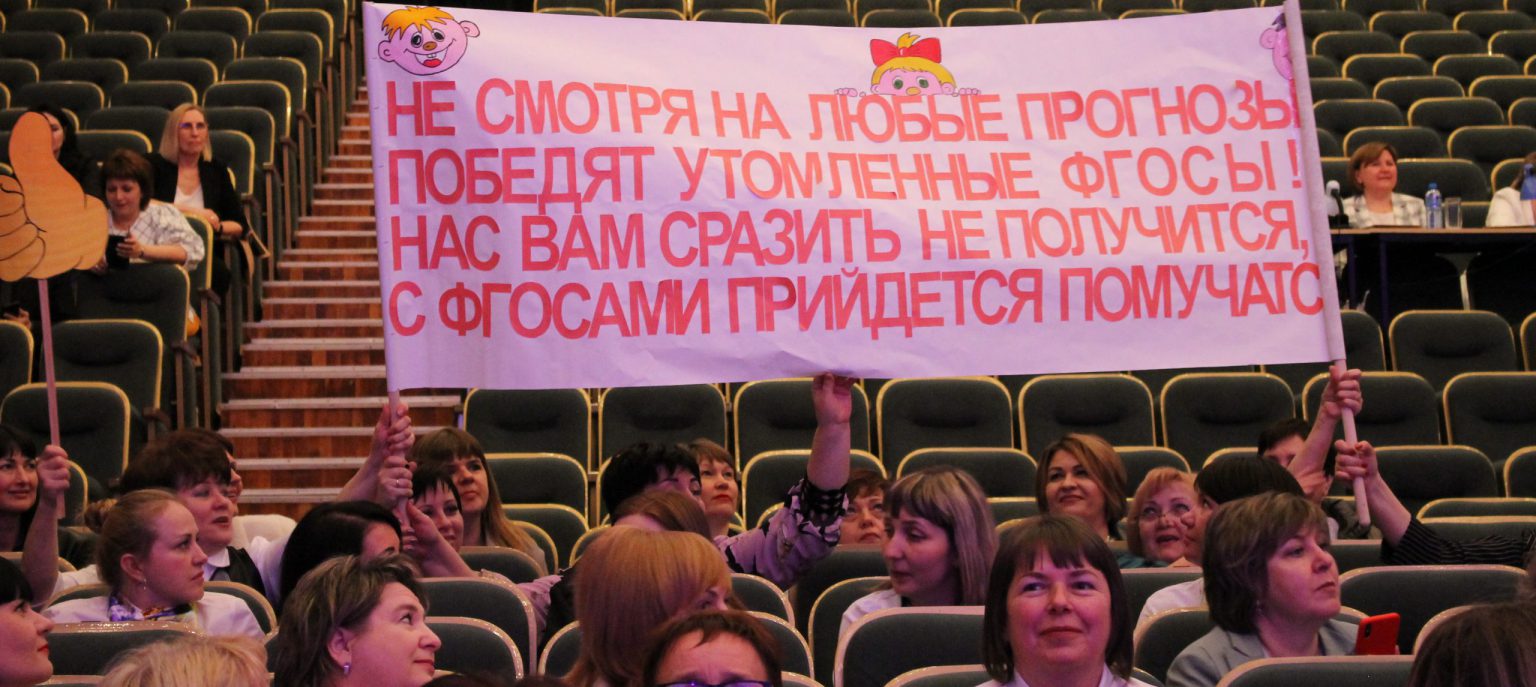 НЕ СМОТРЯ НА ЛЮБЫЕ ПРОГНОЗЫ
ПОБЕДЯТ УТОМЛЕННЫЕ ФГОСЫ!
НАС ВАМ СРАЗИТЬ НЕ ПОЛУЧИТСЯ,
С ФГОСАМИ ПРИЙДЕТСЯ ПОМУЧАТС